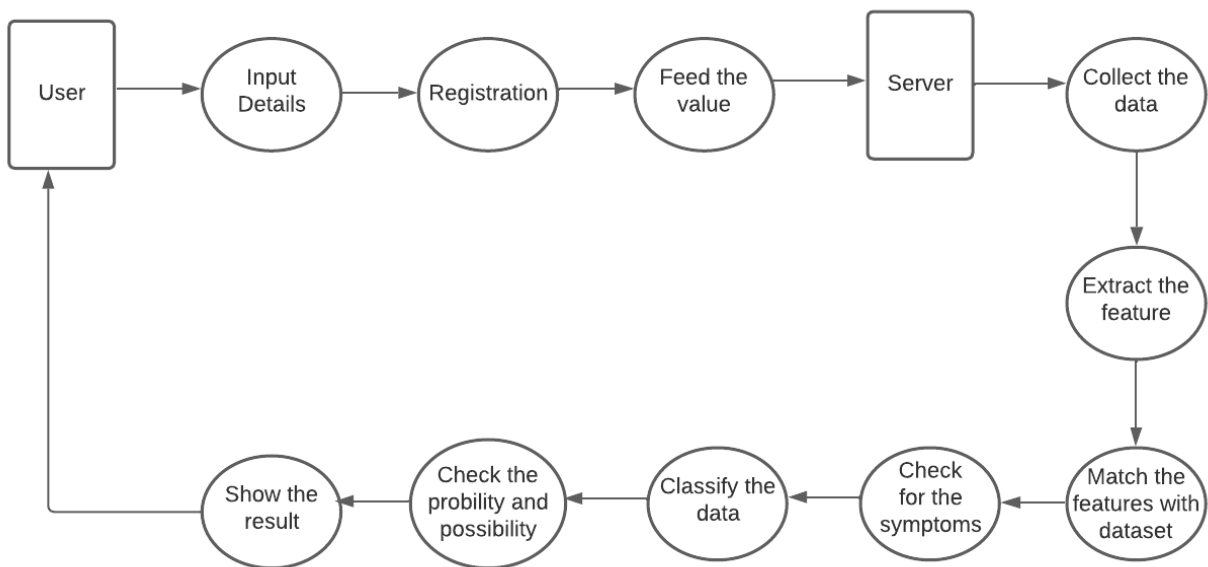 User
Input
Details
Registration
Feed the
value
Server
Collect the
data
Extract the
feature
Match the
features with
dataset
Check
for the
symptoms
Classify the
data
Check the
probility and
possibility
Show the
result